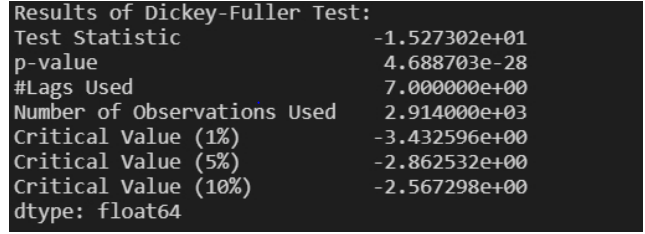 Results of Dickey-Fuller Test:
Test Statistic -1.527302e+01
p-value 4.688703e-28
#Lags Used 7.000000e+00
Number of Observations Used 2.914000e+03
Critical Value (1%) -3.432596e+00
Critical Value (5%) -2.862532e+00
Critical Value (10%) -2.567298e+00
dtype: float64